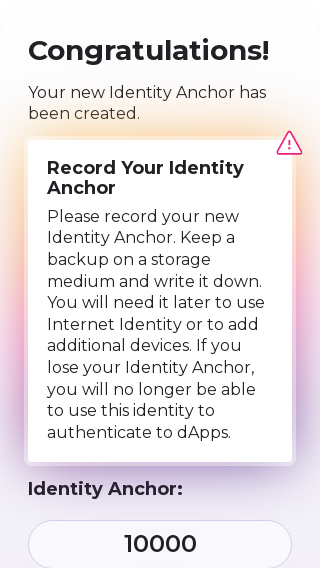 Congratulations!
Your new Identity Anchor has
been created.
Record Your Identity
Anchor
Please record your new
Identity Anchor. Keep a
backup on a storage
medium and write it down.
You will need it later to use
Internet Identity or to add
additional devices. If you
lose your Identity Anchor,
you will no longer be able
to use this identity to
authenticate to dApps.
Identity Anchor:
10000